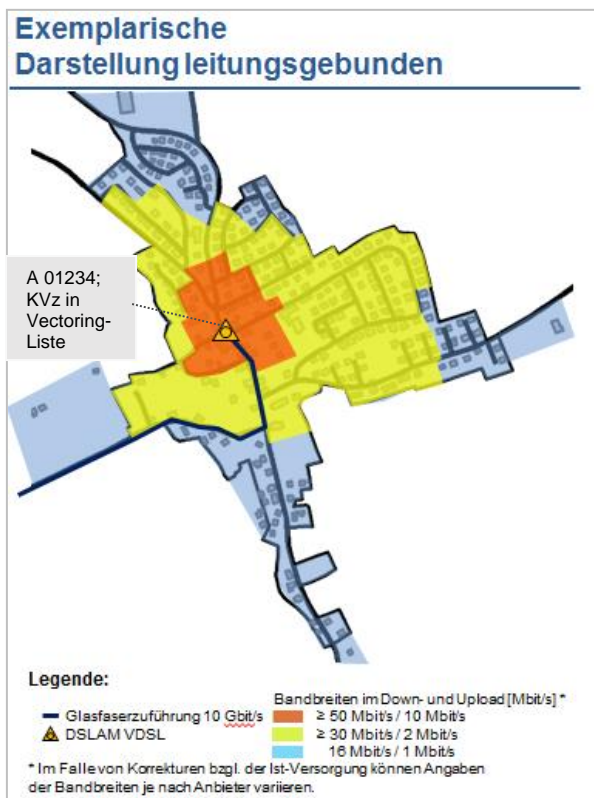 Exemplarische
Darstellung leitungsgebunden
A 01234;
KVz in
Vectoring-
Liste
Legende:
Glasfaserzuführung 10 Gbit/s
DSLAM VDSL
Bandbreiten im Down- und Upload [Mbit/s] *
≥ 50 Mbit/s / 10 Mbit/s
≥ 30 Mbit/s / 2 Mbit/s
16 Mbit/s / 1 Mbit/s
* Im Falle von Korrekturen bzgl. der Ist-Versorgung können Angaben
der Bandbreiten je nach Anbieter variieren.